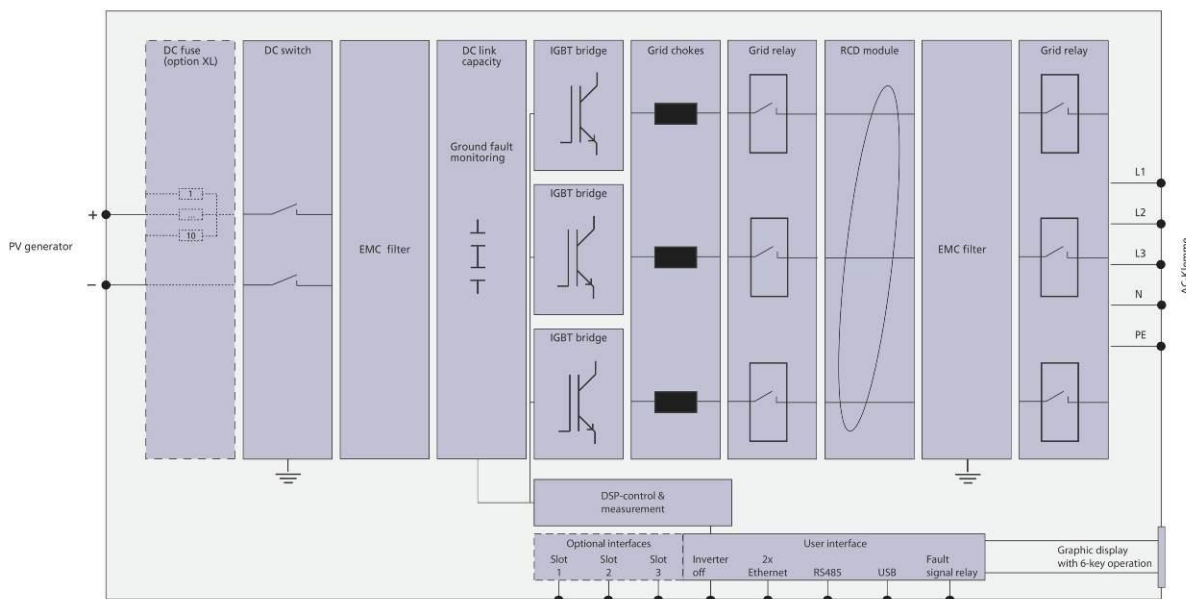 DC fuse
(option XL)
DC switch
DC link
capacity
IGBT bridge
Grid chokes
Grid relay
RCD module
Grid relay
Ground fault
monitoring
1
...
10
+
−
PV generator
EMC filter
IGBT bridge
EMC filter
IGBT bridge
L1
L2
L3
N
PE
AC-Klemme
DSP-control &
measurement
Optional interfaces
User interface
Slot
1
Slot
2
Slot
3
Inverter
off
2x
Ethernet
RS485
USB
Fault
signal relay
Graphic display
with 6-key operation